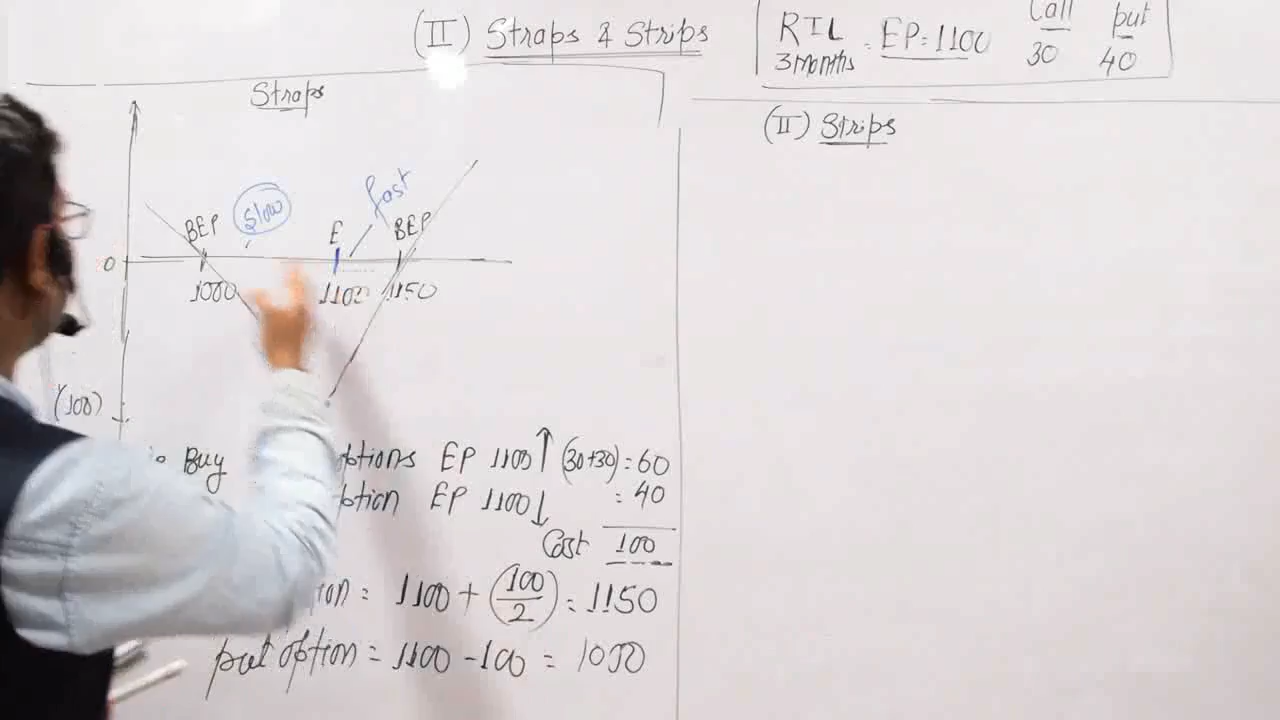 (II) Straps & Strips
RIL
3 months = EP = 1100
Call put
30 40
Straps
BEP slow E fast BEP
0
1000 1100 1150
(100)
Buy EP 1100 ↑ (30+30) = 60
EP 1100 ↓ = 40
Cost 100
= 1100 + (100/2) = 1150
put option = 1100 - 100 = 1000
(II) Strips